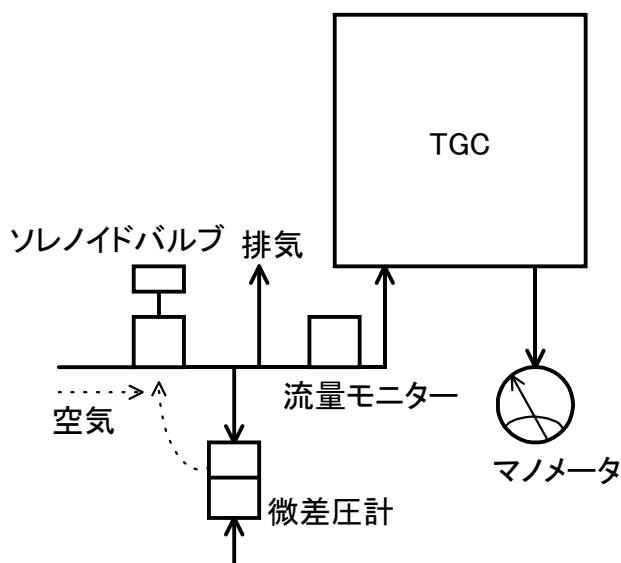 TGC
ソレノイドバルブ
排気
流量モニター
空気
マノメータ
微差圧計